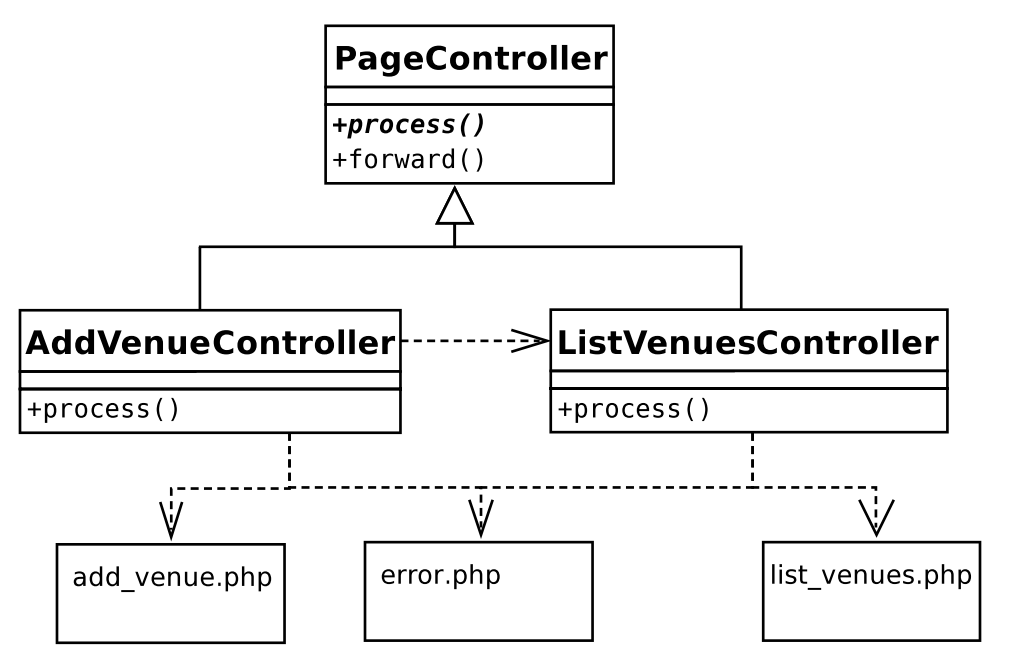 PageController
+process()
+forward()
AddVenueController
+process()
ListVenuesController
+process()
add_venue.php
error.php
list_venues.php